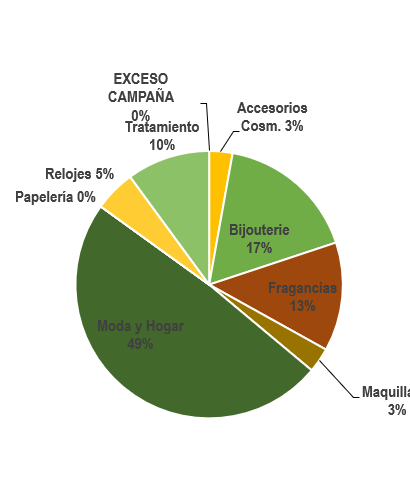 EXCESO
CAMPAÑA
0%
Accesorios
Cosm. 3%
Tratamiento
10%
Relojes 5%
Papelería 0%
Bijouterie
17%
Fragancias
13%
Moda y Hogar
49%
Maquilla
3%